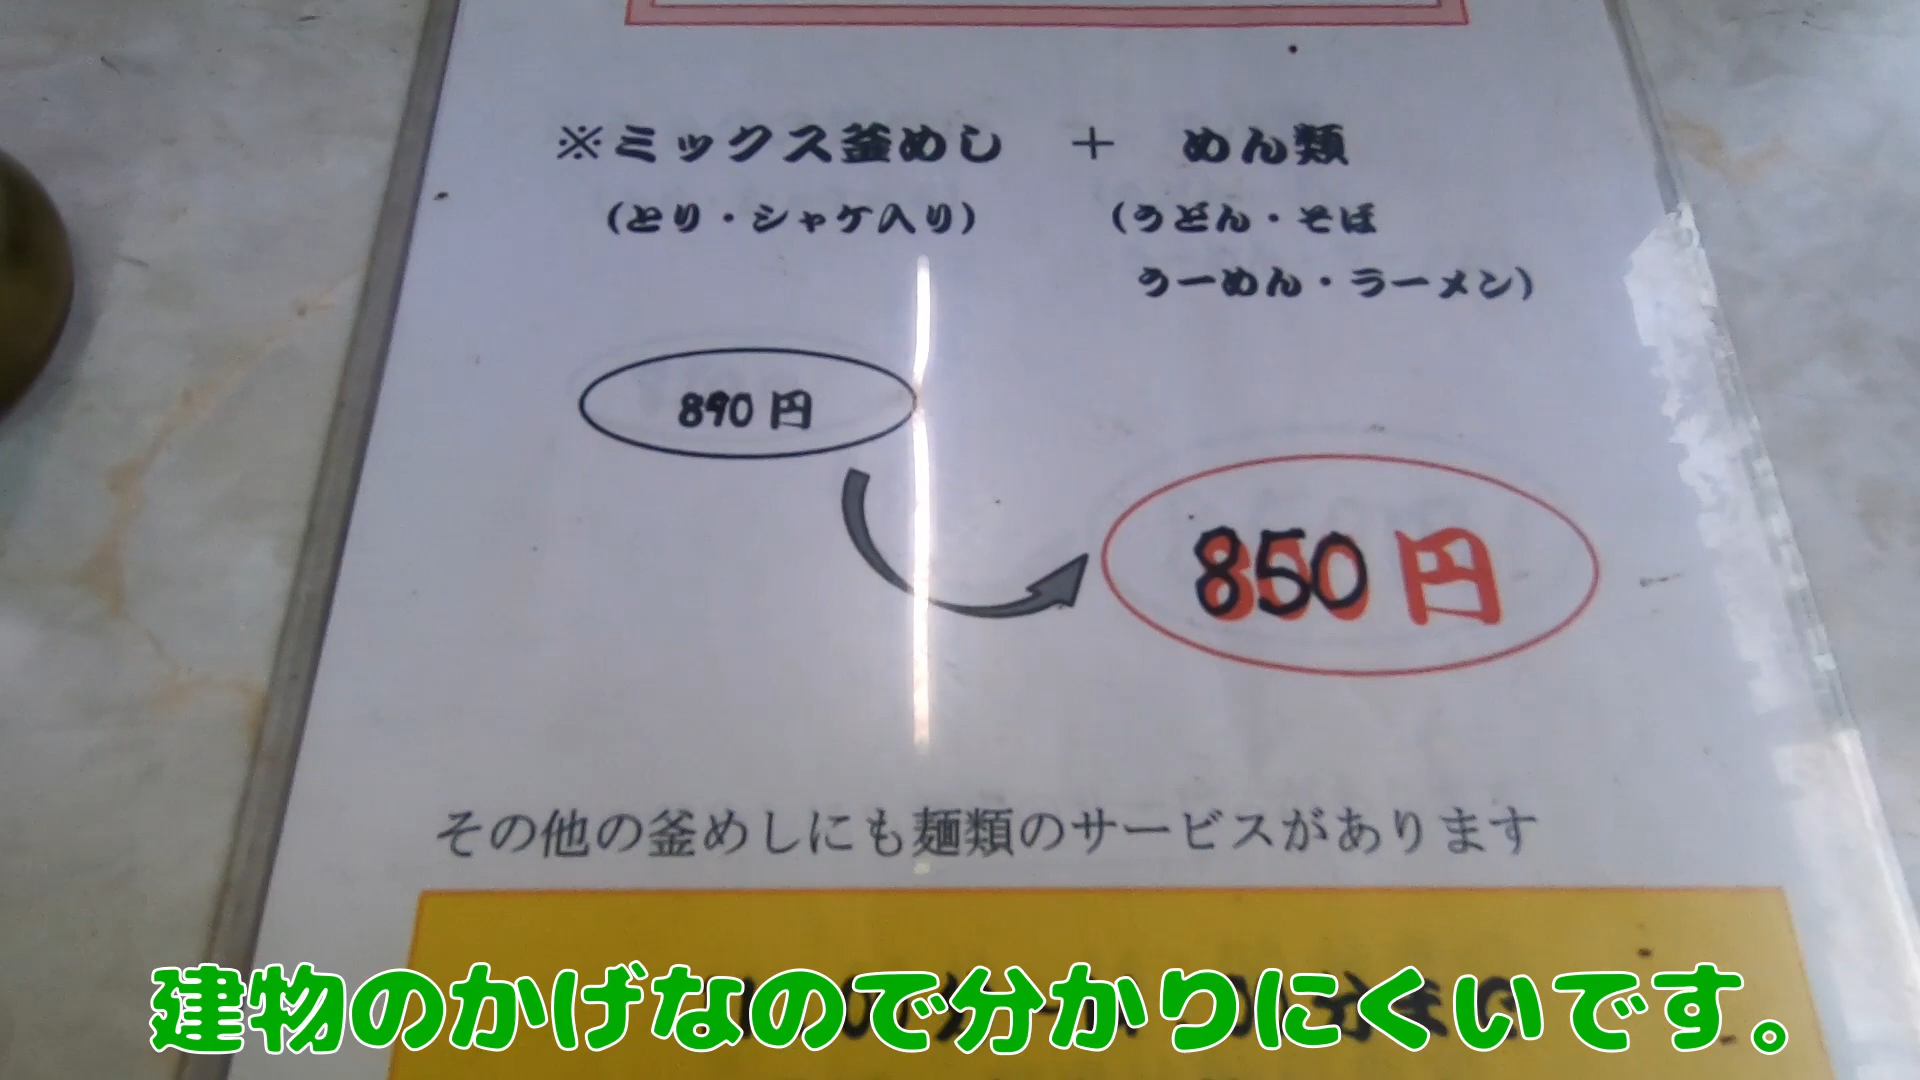 ※ミックス釜めし ＋ めん類
（とり・シャケ入り） （うどん・そば
うーめん・ラーメン）
890円
850円
その他の釜めしにも麺類のサービスがあります
建物のかげなので分かりにくいです。